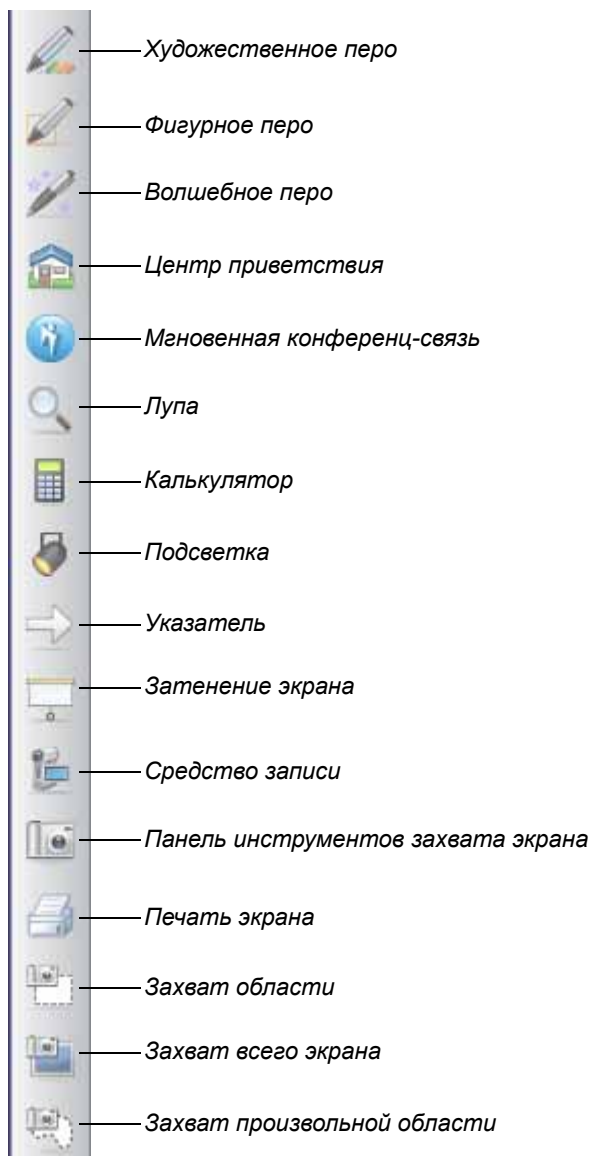 Художественное перо
Фигурное перо
Волшебное перо
Центр приветствия
Мгновенная конференц-связь
Лупа
Калькулятор
Подсветка
Указатель
Затенение экрана
Средство записи
Панель инструментов захвата экрана
Печать экрана
Захват области
Захват всего экрана
Захват произвольной области